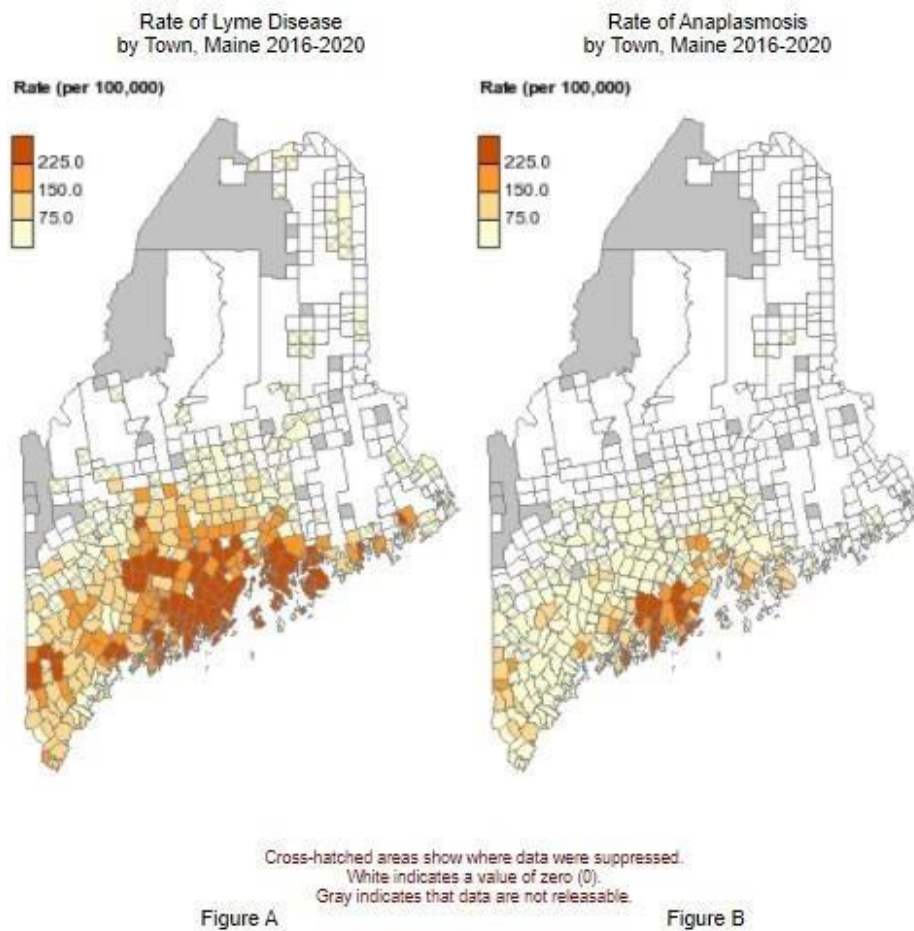 Rate of Lyme Disease
by Town, Maine 2016-2020
Rate (per 100,000)
225.0
150.0
75.0
Rate of Anaplasmosis
by Town, Maine 2016-2020
Rate (per 100,000)
225.0
150.0
75.0
Cross-hatched areas show where data were suppressed.
White indicates a value of zero (0).
Gray indicates that data are not releasable.
Figure A
Figure B